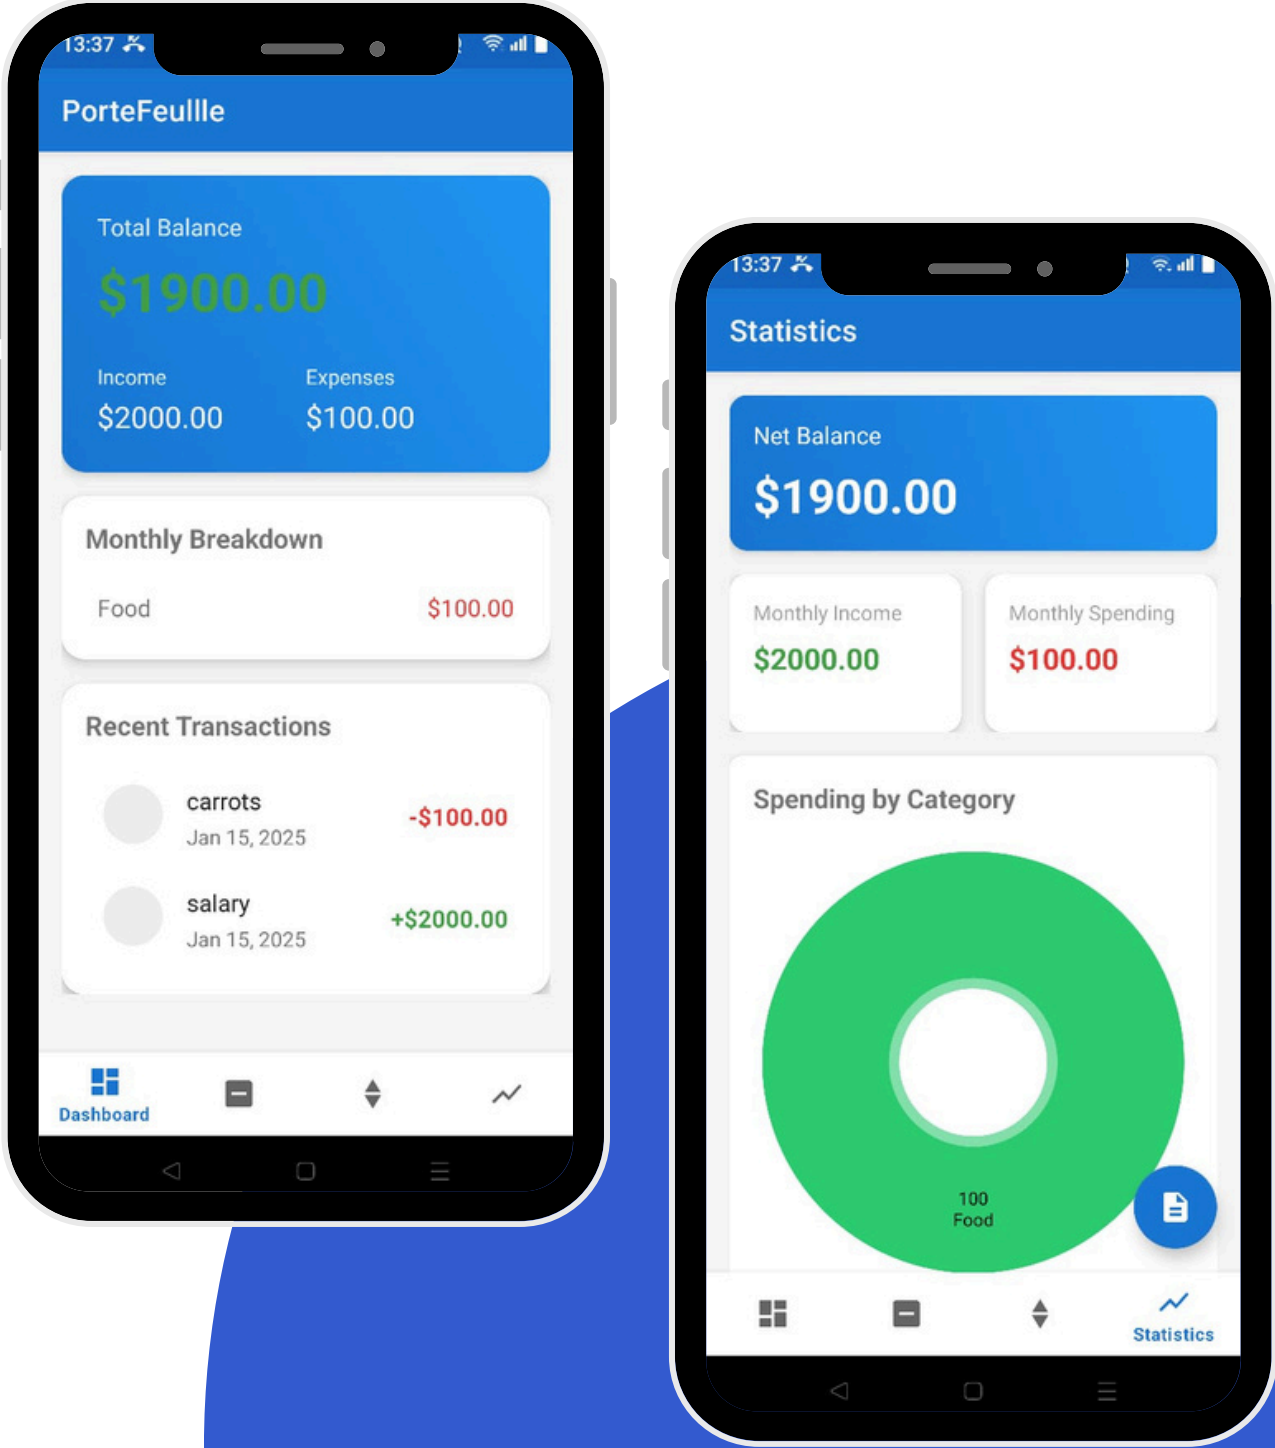 13:37
PorteFeullle
Total Balance
$1900.00
Income
Expenses
$2000.00
$100.00
Monthly Breakdown
Food
$100.00
Recent Transactions
carrots
Jan 15, 2025
-$100.00
salary
Jan 15, 2025
+$2000.00
Dashboard
13:37
Statistics
Net Balance
$1900.00
Monthly Income
$2000.00
Monthly Spending
$100.00
Spending by Category
100
Food
Statistics